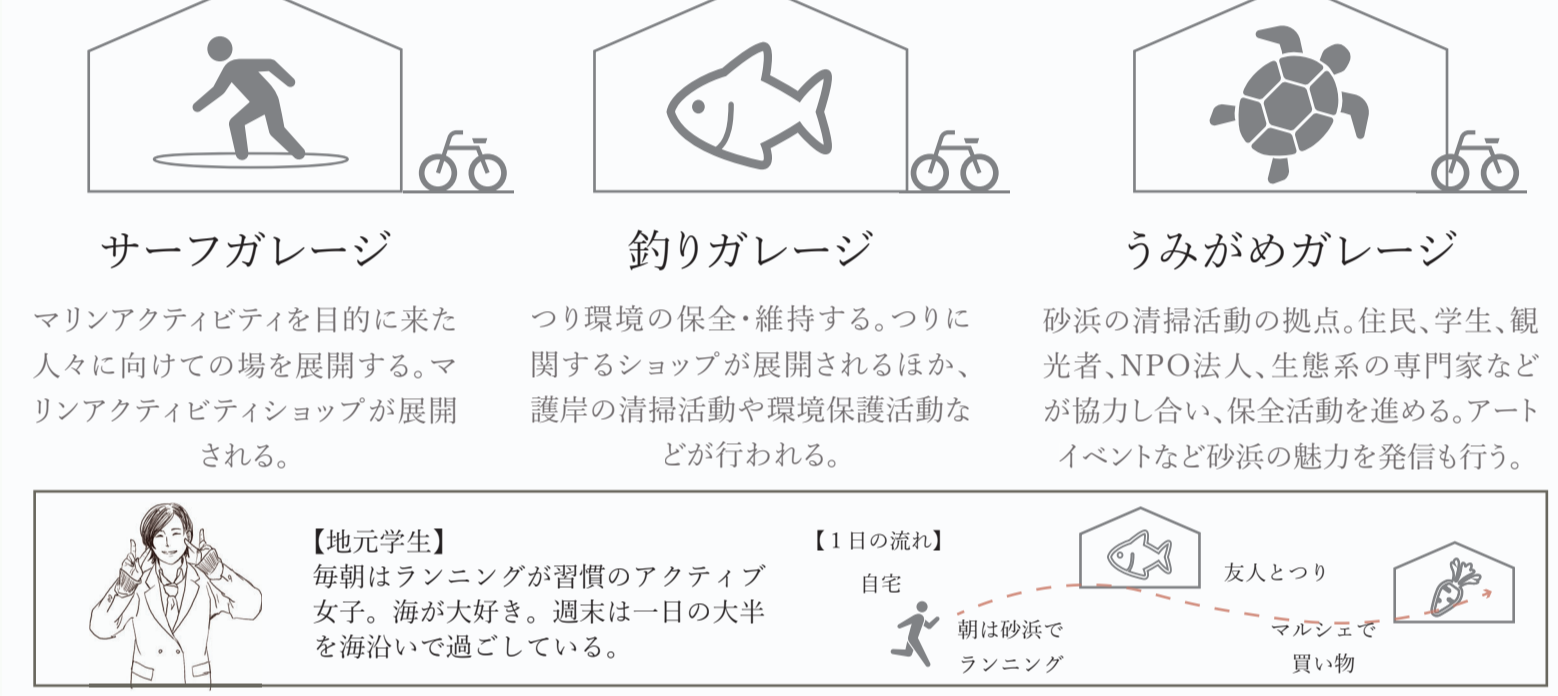 サーフガレージ
マリンアクティビティを目的に来た
人々に向けての場を展開する。マ
リンアクティビティショップが展開
される。
釣りガレージ
つり環境の保全・維持する。つりに
関するショップが展開されるほか、
護岸の清掃活動や環境保護活動な
どが行われる。
うみがめガレージ
砂浜の清掃活動の拠点。住民、学生、観
光者、NPO法人、生態系の専門家など
が協力し合い、保全活動を進める。アート
イベントなど砂浜の魅力を発信も行う。
【地元学生】
毎朝はランニングが習慣のアクティブ
女子。海が大好き。週末は一日の大半
を海沿いで過ごしている。
【１日の流れ】
自宅
朝は砂浜で
ランニング
友人とつり
マルシェで
買い物